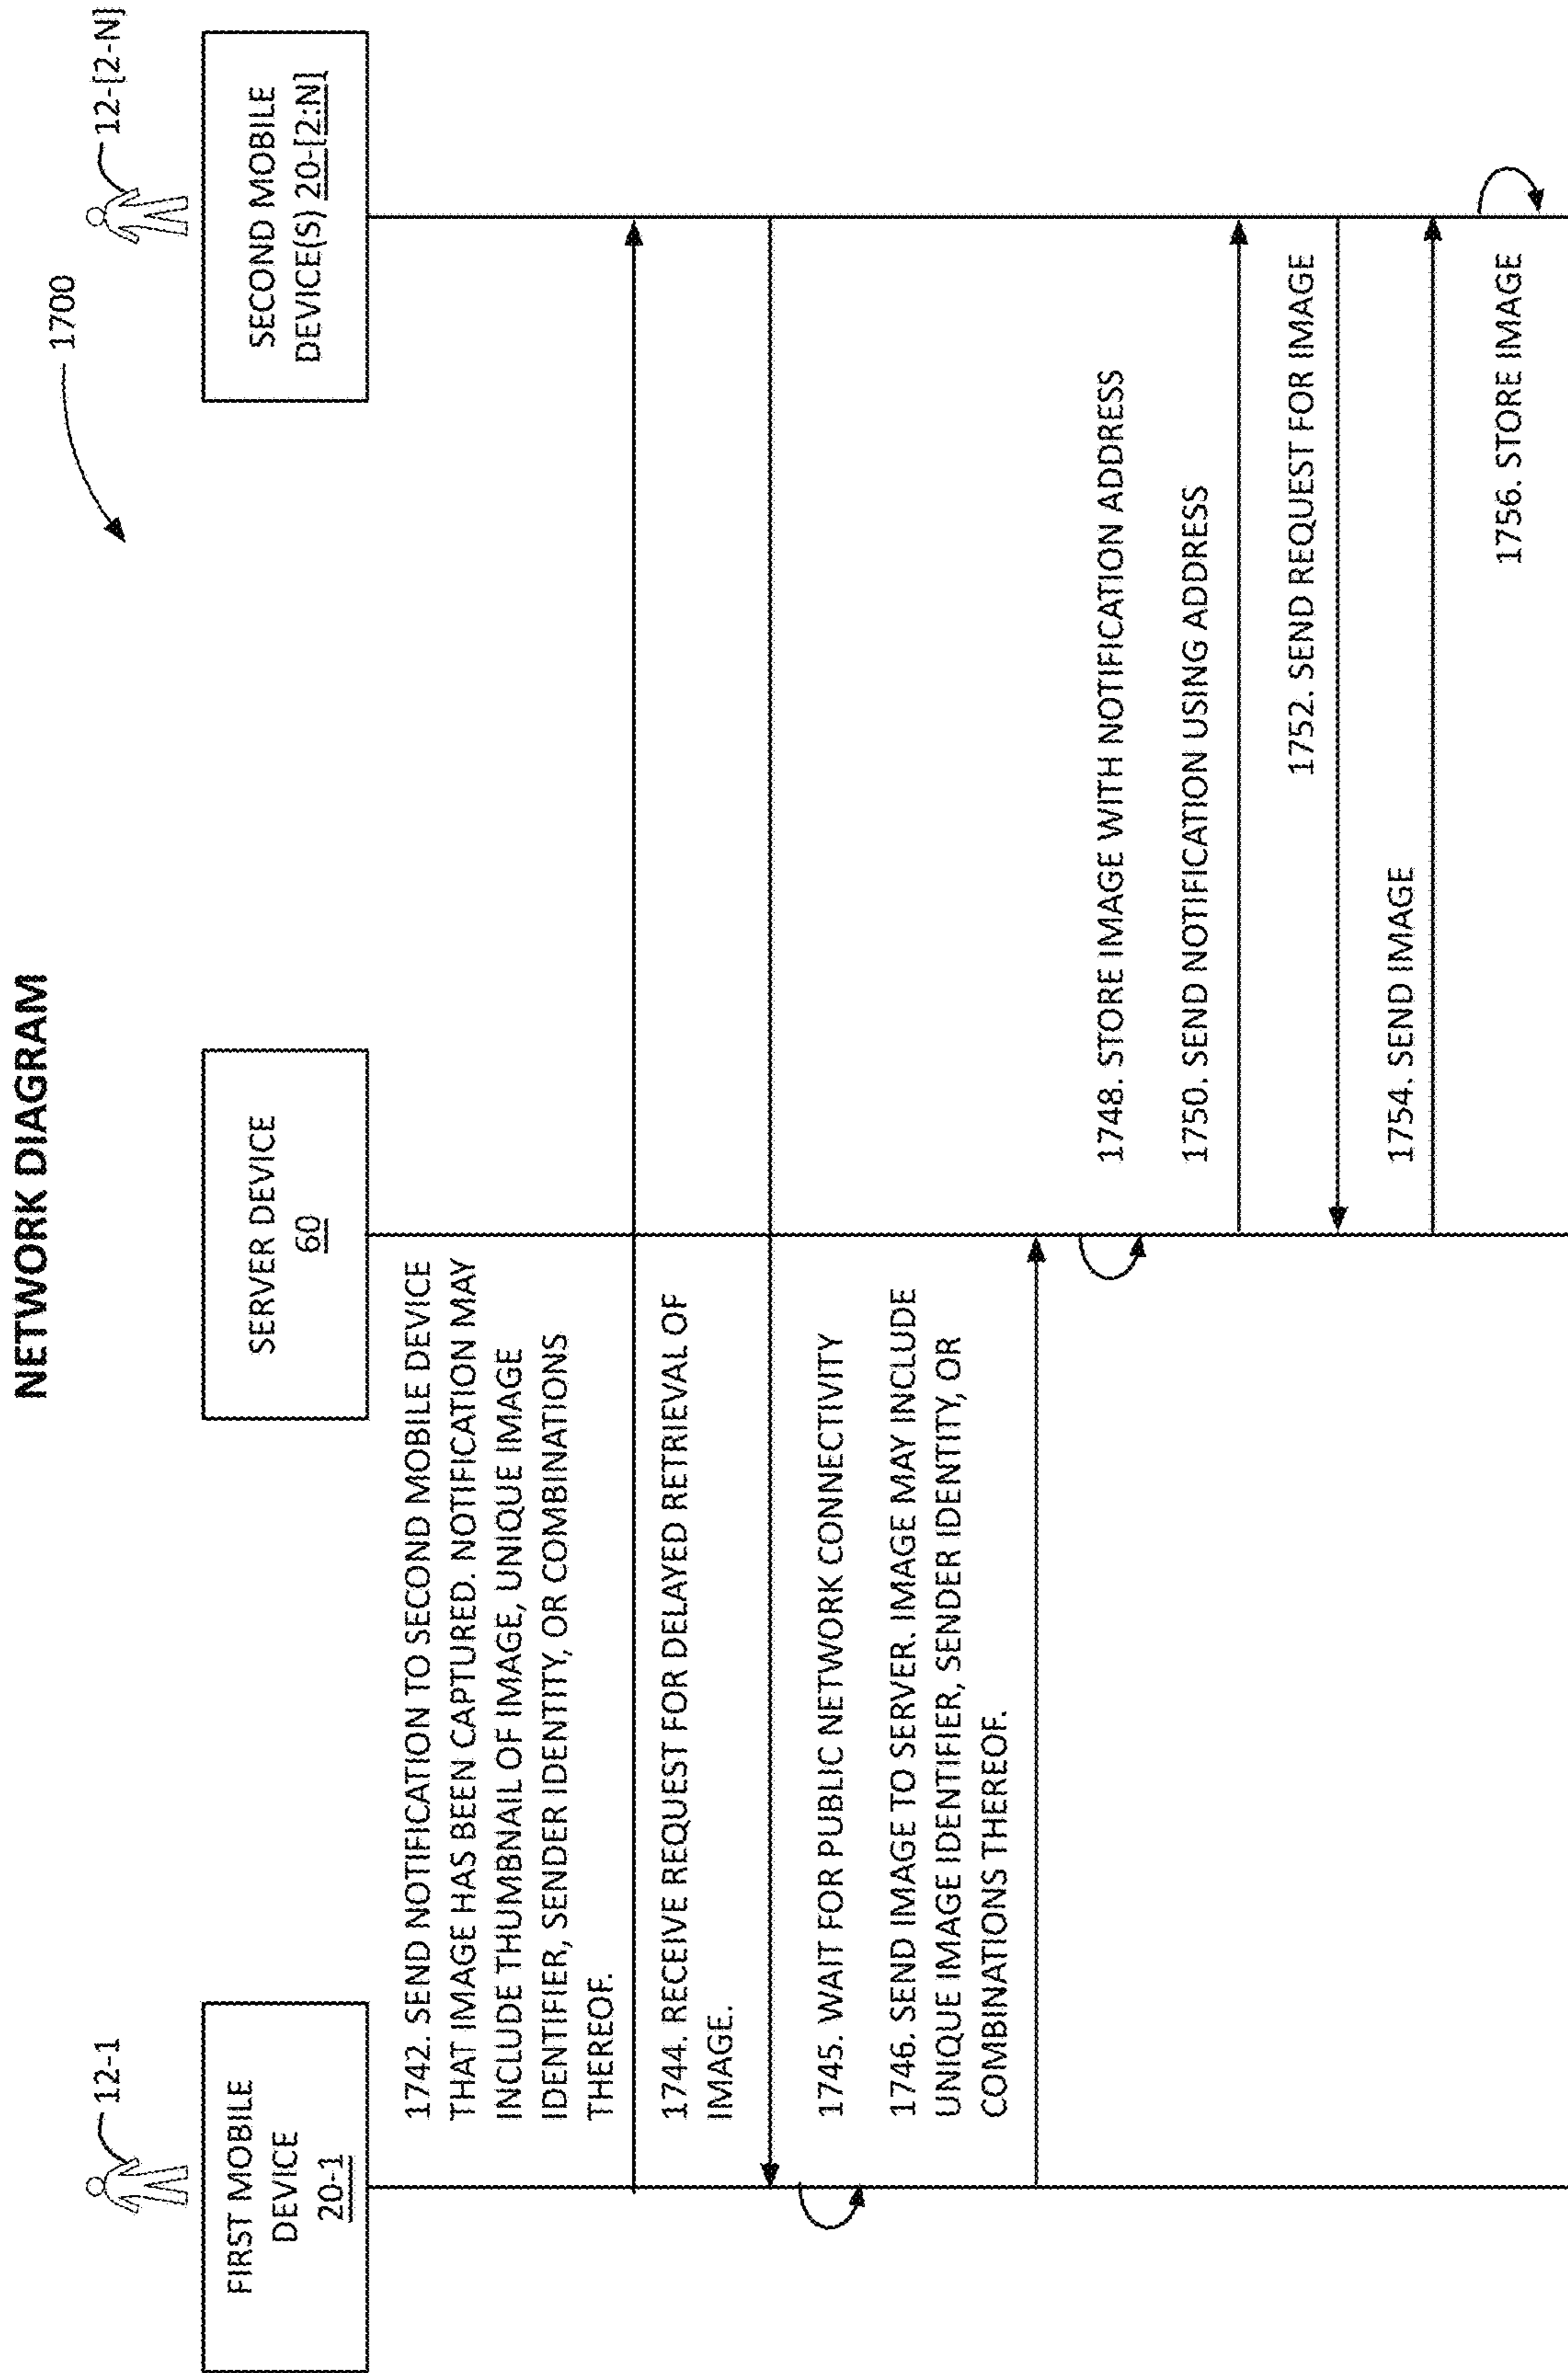 NETWORK DIAGRAM
1700
12-1
12-[2-N]
FIRST MOBILE
DEVICE
20-1
SERVER DEVICE
60
SECOND MOBILE
DEVICE(S) 20-[2:N]
1742. SEND NOTIFICATION TO SECOND MOBILE DEVICE
THAT IMAGE HAS BEEN CAPTURED. NOTIFICATION MAY
INCLUDE THUMBNAIL OF IMAGE, UNIQUE IMAGE
IDENTIFIER, SENDER IDENTITY, OR COMBINATIONS
THEREOF.
1744. RECEIVE REQUEST FOR DELAYED RETRIEVAL OF
IMAGE.
1745. WAIT FOR PUBLIC NETWORK CONNECTIVITY
1746. SEND IMAGE TO SERVER. IMAGE MAY INCLUDE
UNIQUE IMAGE IDENTIFIER, SENDER IDENTITY, OR
COMBINATIONS THEREOF.
1748. STORE IMAGE WITH NOTIFICATION ADDRESS
1750. SEND NOTIFICATION USING ADDRESS
1752. SEND REQUEST FOR IMAGE
1754. SEND IMAGE
1756. STORE IMAGE